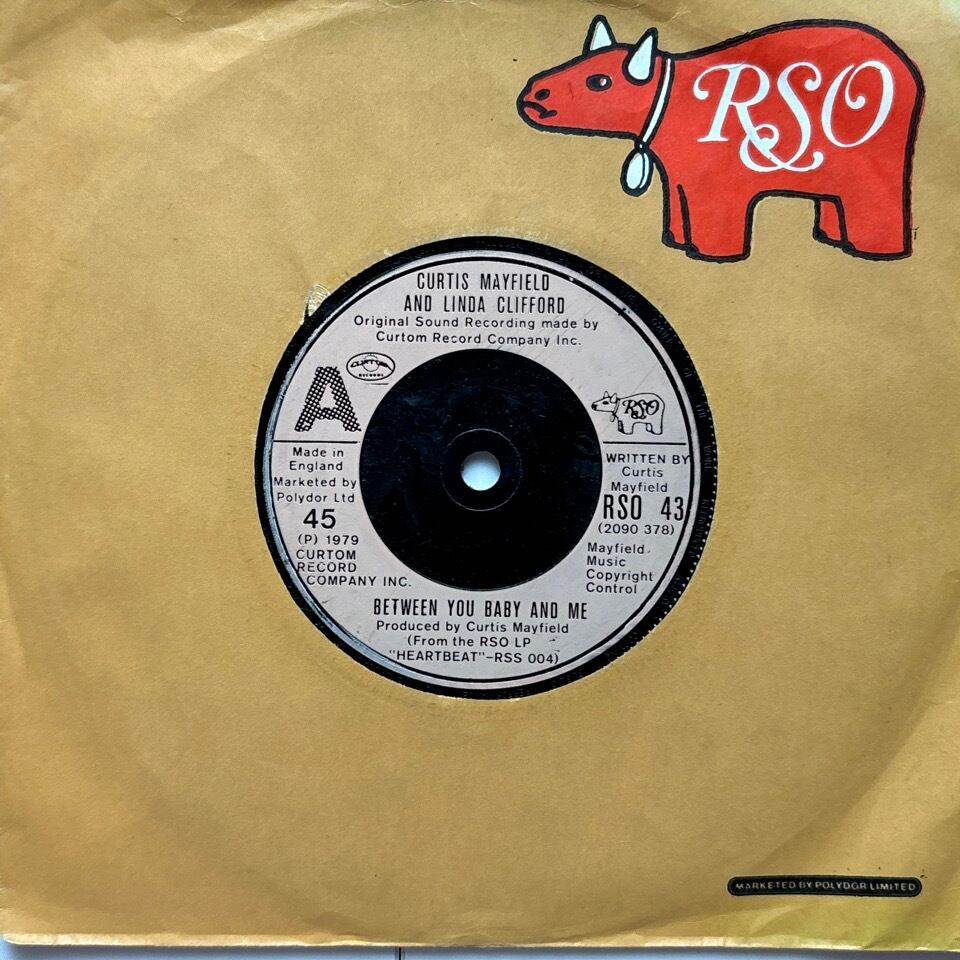 RSO
CURTIS MAYFIELD
AND LINDA CLIFFORD
Original Sound Recording made by
Curtom Record Company Inc.
A
CURTOM
RECORDS
RSO
Made in
England
Marketed by
Polydor Ltd
45
(P) 1979
CURTOM
RECORD
COMPANY INC.
WRITTEN BY
Curtis
Mayfield
RSO 43
(2090 378)
Mayfield
Music
Copyright
Control
BETWEEN YOU BABY AND ME
Produced by Curtis Mayfield
(From the RSO LP
"HEARTBEAT"-RSS 004)
MARKETED BY POLYDOR LIMITED